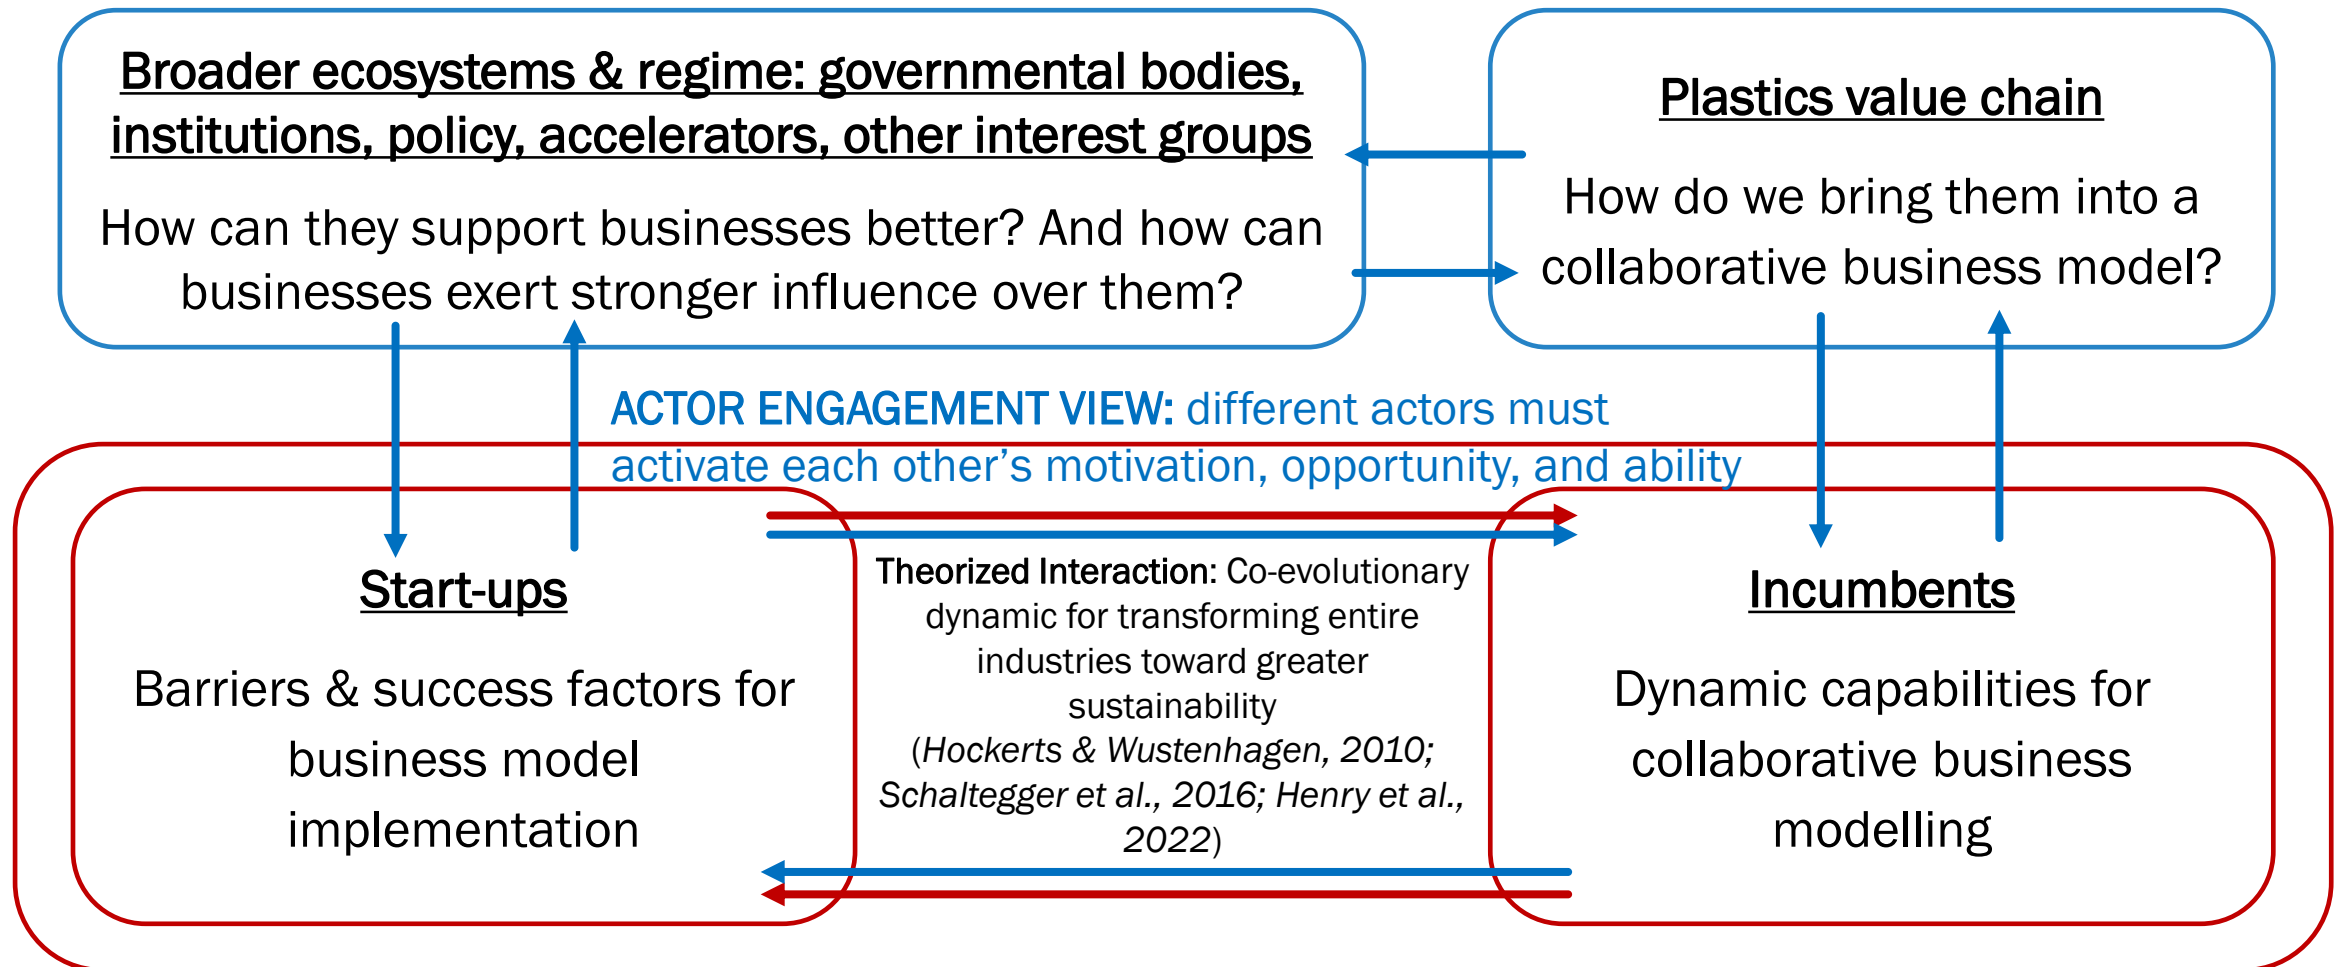 Broader ecosystems & regime: governmental bodies,
institutions, policy, accelerators, other interest groups
How can they support businesses better? And how can
businesses exert stronger influence over them?
Plastics value chain
How do we bring them into a
collaborative business model?
ACTOR ENGAGEMENT VIEW: different actors must
activate each other’s motivation, opportunity, and ability
Start-ups
Barriers & success factors for
business model
implementation
Theorized Interaction: Co-evolutionary
dynamic for transforming entire
industries toward greater
sustainability
(Hockerts & Wustenhagen, 2010;
Schaltegger et al., 2016; Henry et al.,
2022)
Incumbents
Dynamic capabilities for
collaborative business
modelling